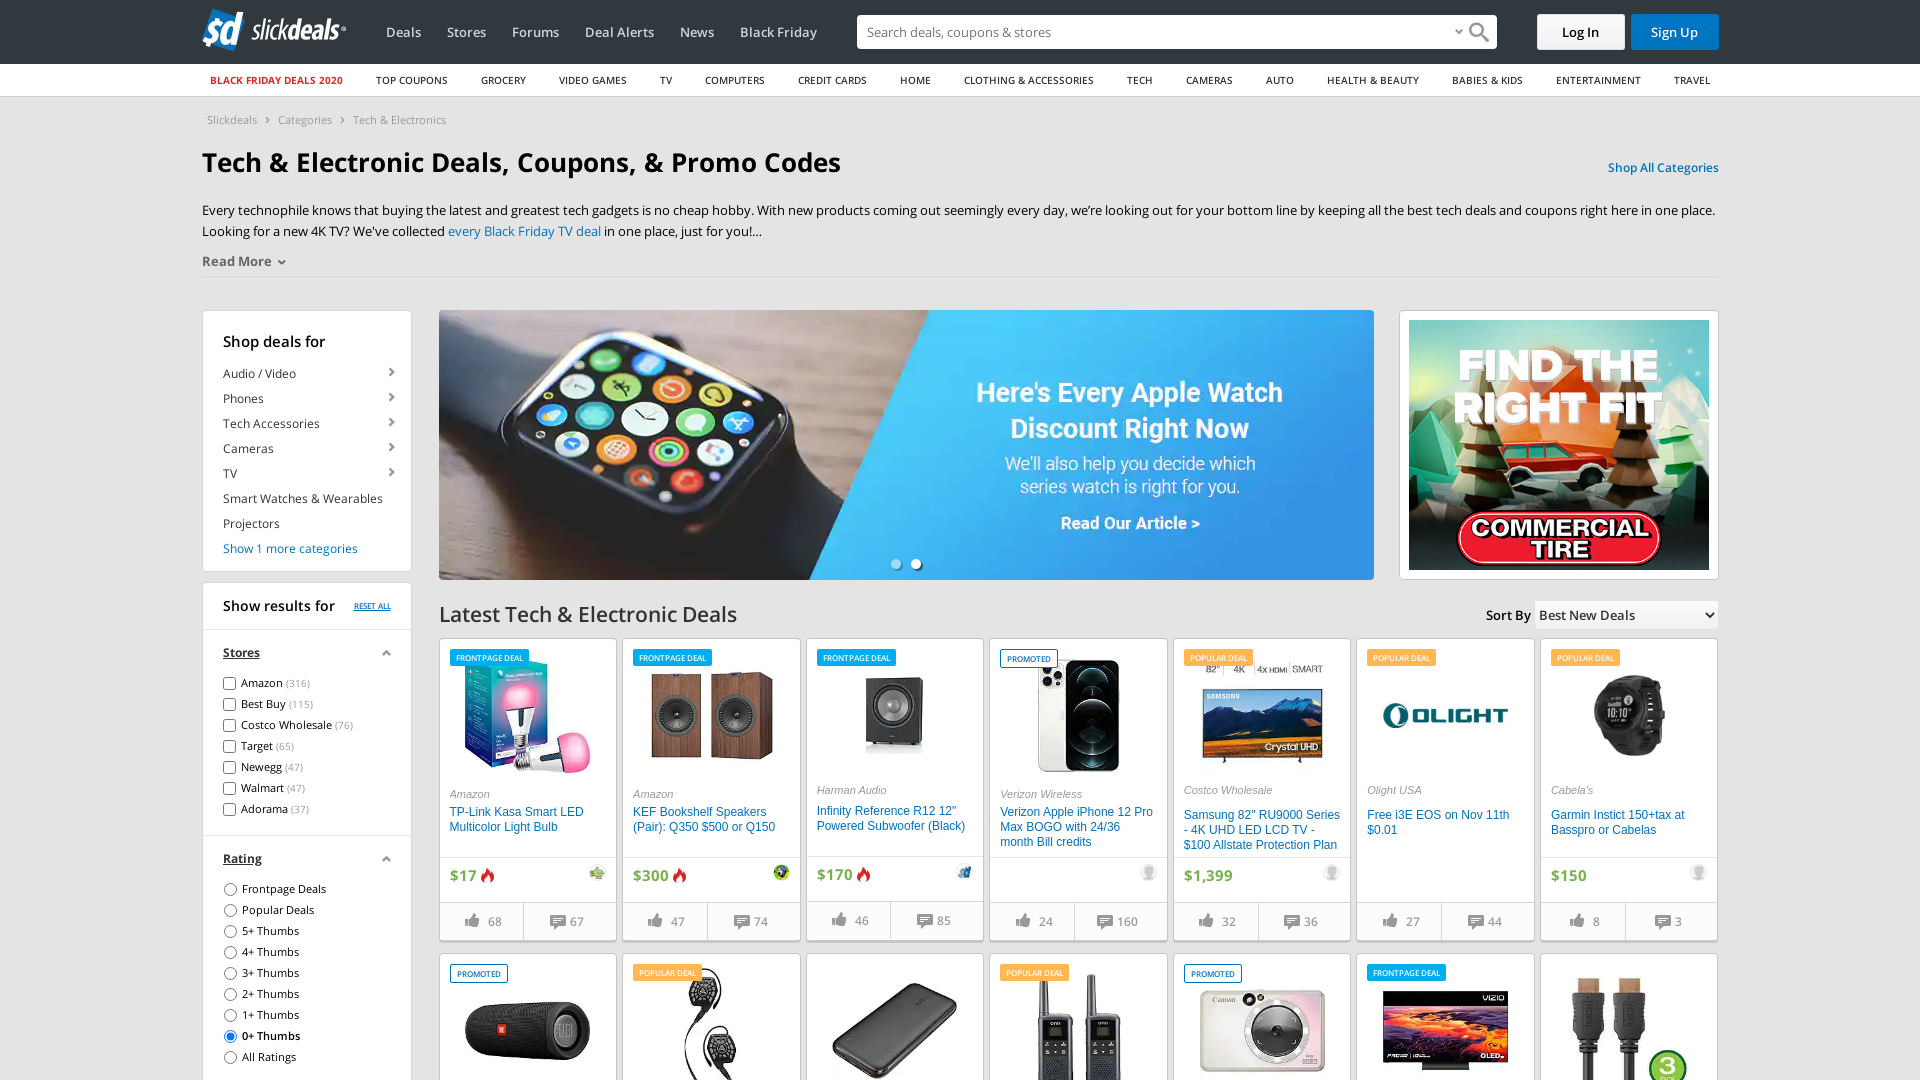 slickdeals
Deals
Stores
Forums
Deal Alerts
News
Black Friday
Search deals, coupons & stores
Log In
Sign Up
BLACK FRIDAY DEALS 2020
TOP COUPONS
GROCERY
VIDEO GAMES
TV
COMPUTERS
CREDIT CARDS
HOME
CLOTHING & ACCESSORIES
TECH
CAMERAS
AUTO
HEALTH & BEAUTY
BABIES & KIDS
ENTERTAINMENT
TRAVEL
Slickdeals > Categories > Tech & Electronics
Tech & Electronic Deals, Coupons, & Promo Codes
Shop All Categories
Every technophile knows that buying the latest and greatest tech gadgets is no cheap hobby. With new products coming out seemingly every day, we're looking out for your bottom line by keeping all the best tech deals and coupons right here in one place.
Looking for a new 4K TV? We've collected every Black Friday TV deal in one place, just for you!...
Read More
Shop deals for
Audio / Video
Phones
Tech Accessories
Cameras
TV
Smart Watches & Wearables
Projectors
Show 1 more categories
Here's Every Apple Watch
Discount Right Now
We'll also help you decide which
series watch is right for you.
Read Our Article >
FIND THE
RIGHT FIT
COMMERCIAL
TIRE
Show results for
RESET ALL
Stores
Amazon (316)
Best Buy (115)
Costco Wholesale (76)
Target (65)
Newegg (47)
Walmart (47)
Adorama (37)
Rating
Frontpage Deals
Popular Deals
5+ Thumbs
4+ Thumbs
3+ Thumbs
2+ Thumbs
1+ Thumbs
0+ Thumbs
All Ratings
Latest Tech & Electronic Deals
Sort By
Best New Deals
FRONTPAGE DEAL
Amazon
TP-Link Kasa Smart LED
Multicolor Light Bulb
$17
68
67
FRONTPAGE DEAL
Amazon
KEF Bookshelf Speakers
(Pair): Q350 $500 or Q150
$300
47
74
FRONTPAGE DEAL
Harman Audio
Infinity Reference R12 12"
Powered Subwoofer (Black)
$170
46
85
PROMOTED
Verizon Wireless
Verizon Apple iPhone 12 Pro
Max BOGO with 24/36
month Bill credits
24
160
POPULAR DEAL
82" 4K 4x HDMI SMART
SAMSUNG
Crystal UHD
Costco Wholesale
Samsung 82" RU9000 Series
- 4K UHD LED LCD TV -
$100 Allstate Protection Plan
$1,399
32
36
POPULAR DEAL
OLIGHT
Olight USA
Free i3E EOS on Nov 11th
$0.01
27
44
POPULAR DEAL
10:10
Cabela's
Garmin Instict 150+tax at
Basspro or Cabelas
$150
8
3
PROMOTED
JBL
POPULAR DEAL
POPULAR DEAL
onn
onn
PROMOTED
Canon
FRONTPAGE DEAL
VIZIO
OLED
3